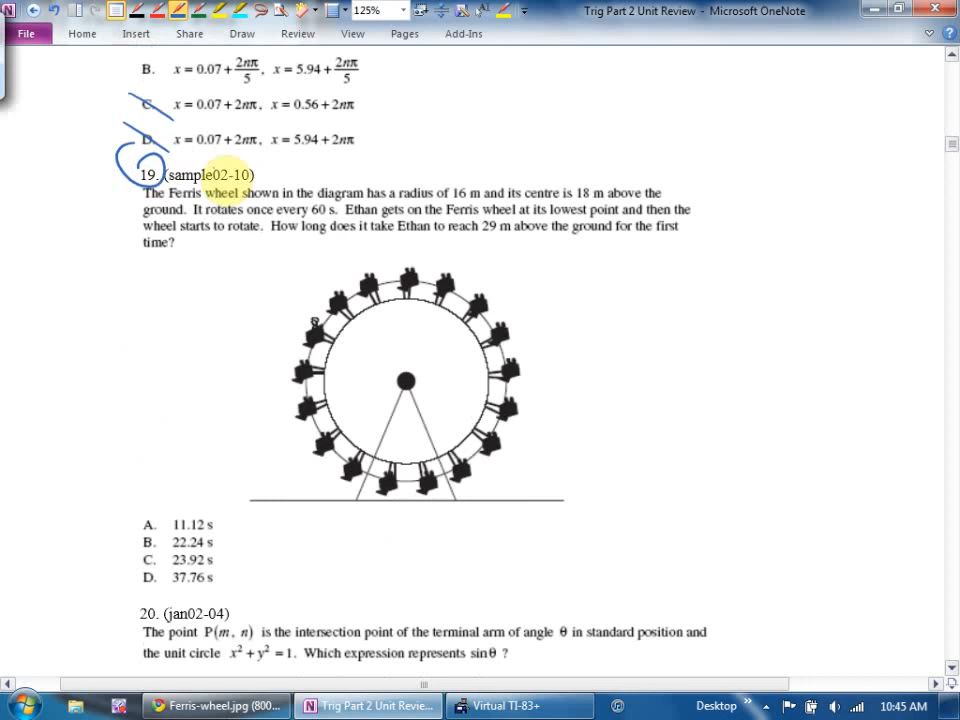 125%
Trig Part 2 Unit Review - Microsoft OneNote
File Home Insert Share Draw Review View Pages Add-Ins
B. x = 0.07 + 2nπ/5, x = 5.94 + 2nπ/5
C. x = 0.07 + 2nπ, x = 0.56 + 2nπ
D. x = 0.07 + 2nπ, x = 5.94 + 2nπ
19. (sample02-10)
The Ferris wheel shown in the diagram has a radius of 16 m and its centre is 18 m above the
ground. It rotates once every 60 s. Ethan gets on the Ferris wheel at its lowest point and then the
wheel starts to rotate. How long does it take Ethan to reach 29 m above the ground for the first
time?
A. 11.12 s
B. 22.24 s
C. 23.92 s
D. 37.76 s
20. (jan02-04)
The point P(m, n) is the intersection point of the terminal arm of angle θ in standard position and
the unit circle x² + y² = 1. Which expression represents sin θ ?
Ferris-wheel.jpg (800... Trig Part 2 Unit Revie... Virtual TI-83+ Desktop 10:45 AM